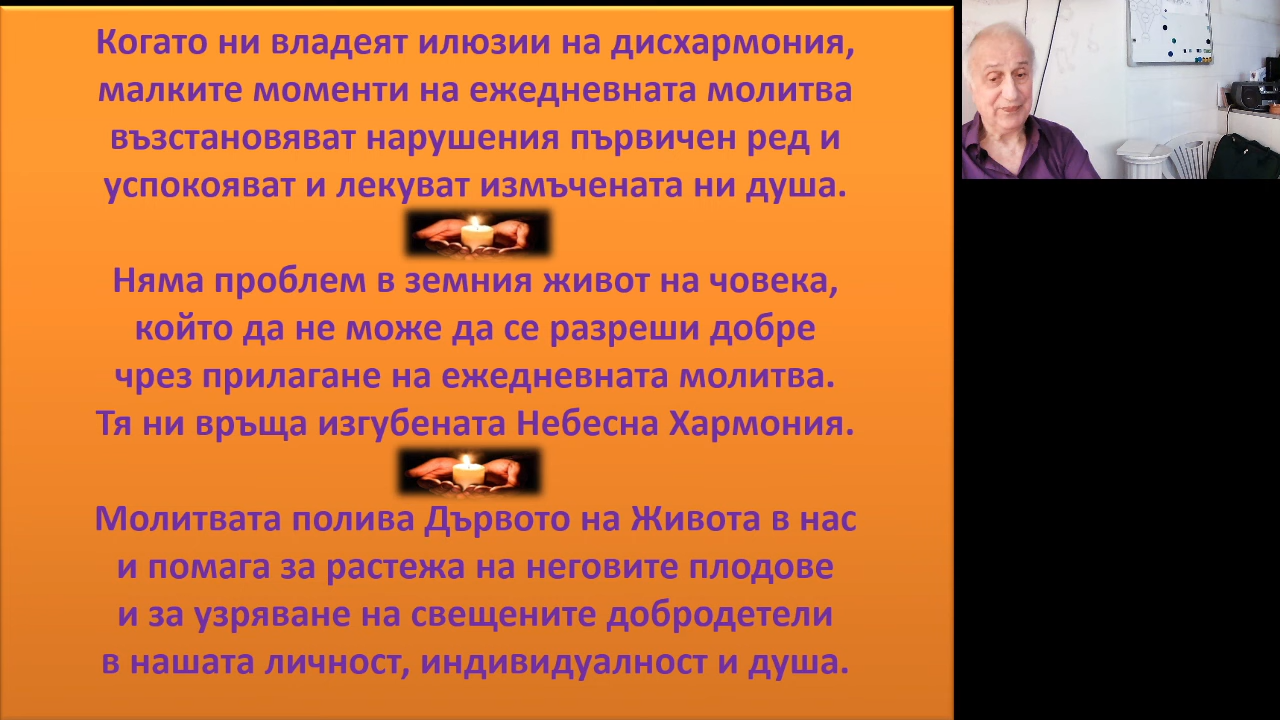 Когато ни владеят илюзии на дисхармония,
малките моменти на ежедневната молитва
възстановяват нарушения първичен ред и
успокояват и лекуват измъчената ни душа.
Няма проблем в земния живот на човека,
който да не може да се разреши добре
чрез прилагане на ежедневната молитва.
Тя ни връща изгубената Небесна Хармония.
Молитвата полива Дървото на Живота в нас
и помага за растежа на неговите плодове
и за узряване на свещените добродетели
в нашата личност, индивидуалност и душа.